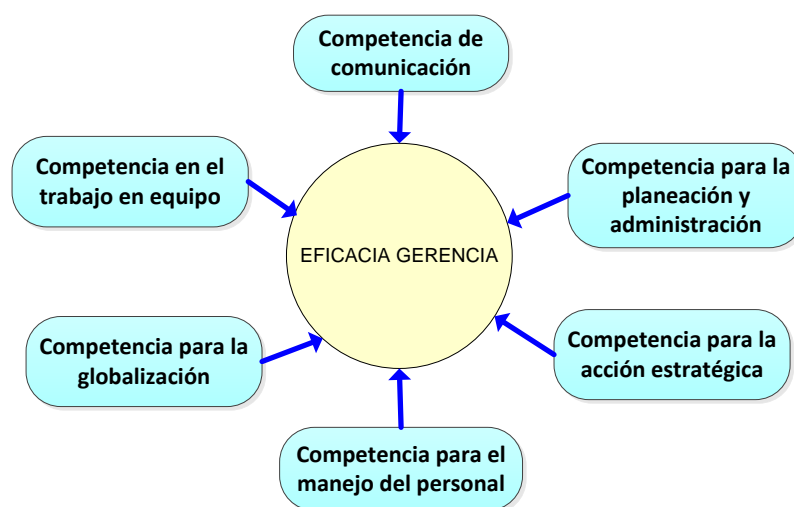 Competencia de
comunicación
Competencia en el
trabajo en equipo
Competencia para la
planeación y
administración
EFICACIA GERENCIA
Competencia para la
globalización
Competencia para la
acción estratégica
Competencia para el
manejo del personal